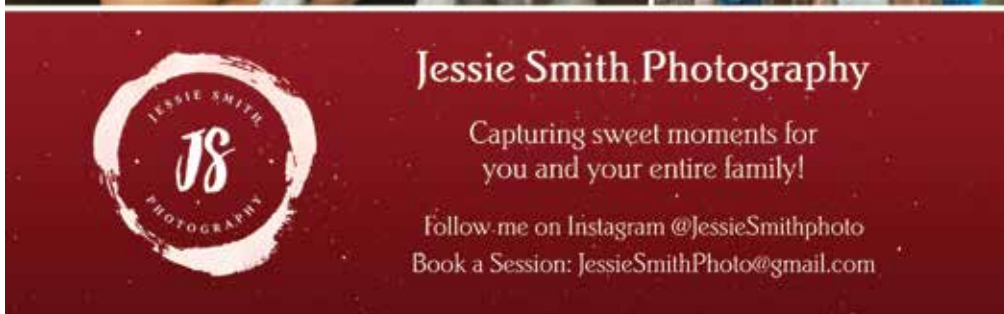 JESSIE SMITH
JS
PHOTOGRAPHY
Jessie Smith Photography
Capturing sweet moments for
you and your entire family!
Follow me on Instagram @JessieSmithphoto
Book a Session: JessieSmithPhoto@gmail.com